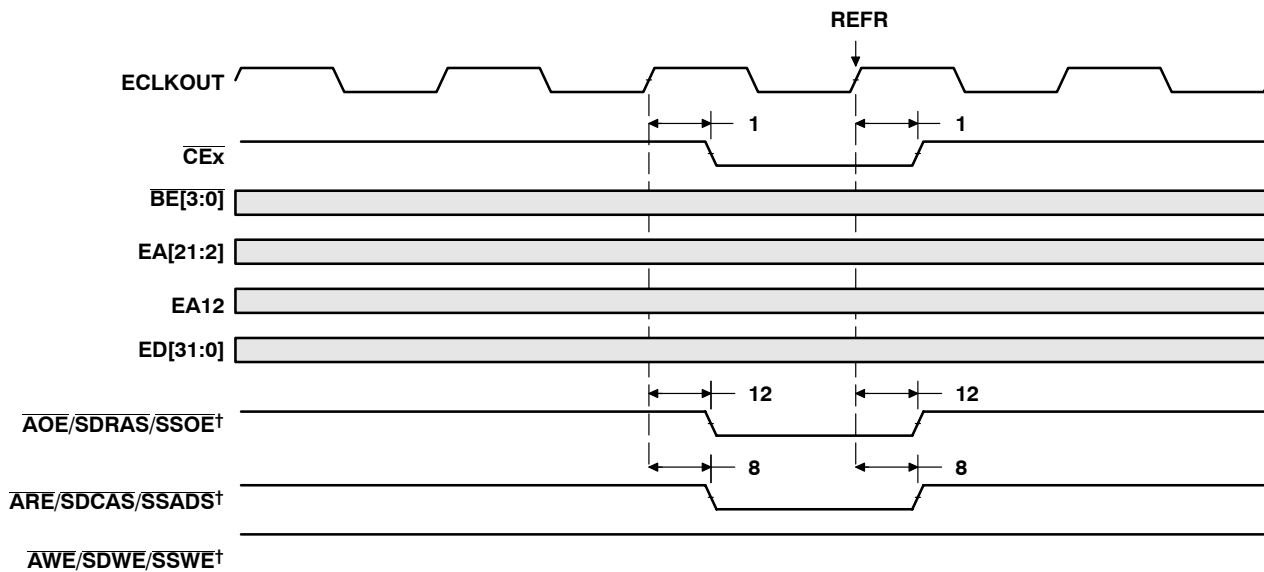 REFR
ECLKOUT
1 1
CEx
BE[3:0]
EA[21:2]
EA12
ED[31:0]
12 12
AOE/SDRAS/SSOE†
8 8
ARE/SDCAS/SSADS†
AWE/SDWE/SSWE†